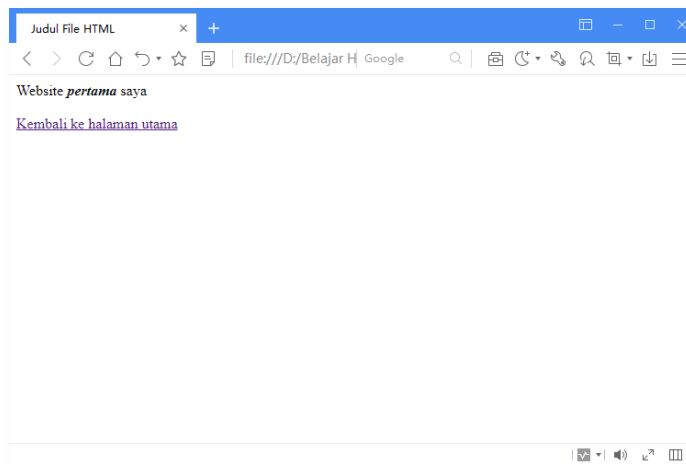 Judul File HTML
file:///D:/Belajar H Google
Website pertama saya
Kembali ke halaman utama